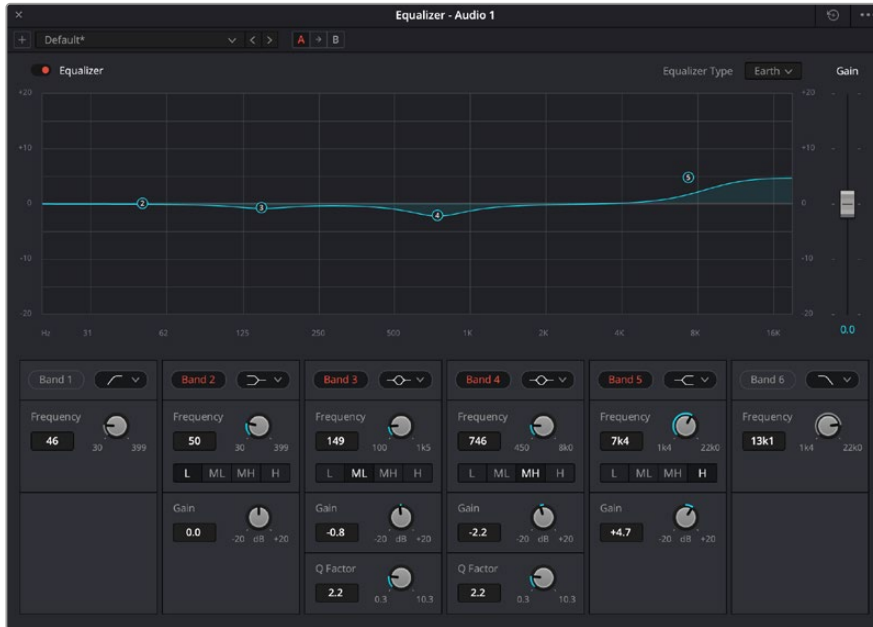 Equalizer - Audio 1
Default*
A
B
Equalizer
Equalizer Type
Earth
Gain
+20
+20
+10
+10
0
0
-10
-10
-20
-20
2
3
4
5
Hz
31
62
125
250
500
1K
2K
4K
8K
16K
0.0
Band 1
Band 2
Band 3
Band 4
Band 5
Band 6
Frequency
46
30
399
Frequency
50
30
399
L ML MH H
Frequency
149
100
1k5
L ML MH H
Frequency
746
450
8k0
L ML MH H
Frequency
7k4
1k4
22k0
L ML MH H
Frequency
13k1
1k4
22k0
Gain
0.0
-20 dB +20
Gain
-0.8
-20 dB +20
Gain
-2.2
-20 dB +20
Gain
+4.7
-20 dB +20
Q Factor
2.2
0.3
10.3
Q Factor
2.2
0.3
10.3